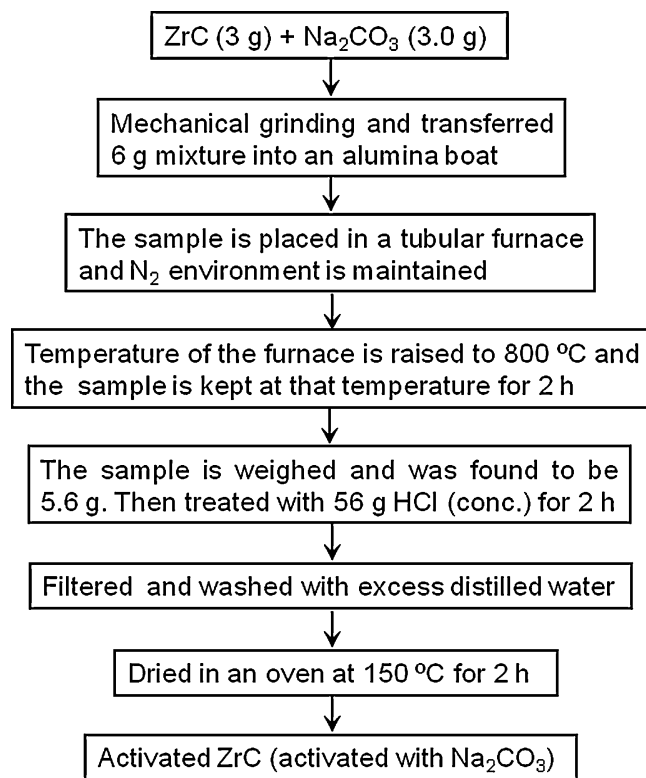 ZrC (3 g) + Na₂CO₃ (3.0 g)
Mechanical grinding and transferred
6 g mixture into an alumina boat
The sample is placed in a tubular furnace
and N₂ environment is maintained
Temperature of the furnace is raised to 800 ºC and
the sample is kept at that temperature for 2 h
The sample is weighed and was found to be
5.6 g. Then treated with 56 g HCl (conc.) for 2 h
Filtered and washed with excess distilled water
Dried in an oven at 150 ºC for 2 h
Activated ZrC (activated with Na₂CO₃)